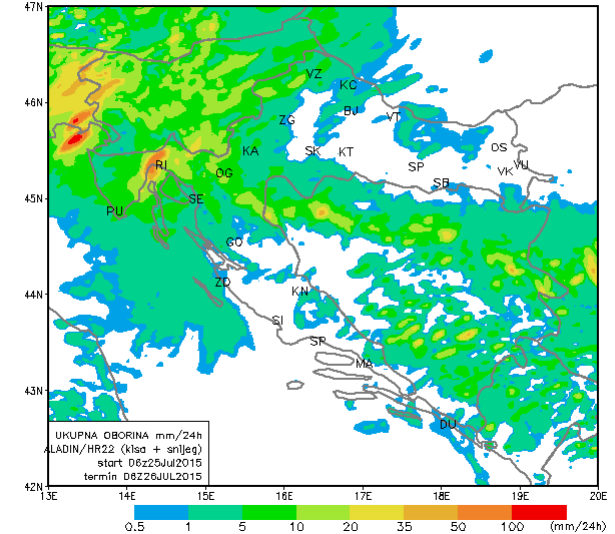 47N
VZ
KC
46N
BJ
VT
ZG
KA
SK
KT
OS
RI
OG
SP
VU
VK
SB
45N
SE
PU
GO
ZD
44N
KN
SI
SP
MA
43N
DU
UKUPNA OBORINA mm/24h
ALADIN/HR22 (kisa + snijeg)
start 06z25Jul2015
termin 06Z26JUL2015
42N
13E 14E 15E 16E 17E 18E 19E 20E
0.5 1 5 10 20 35 50 100 (mm/24h)